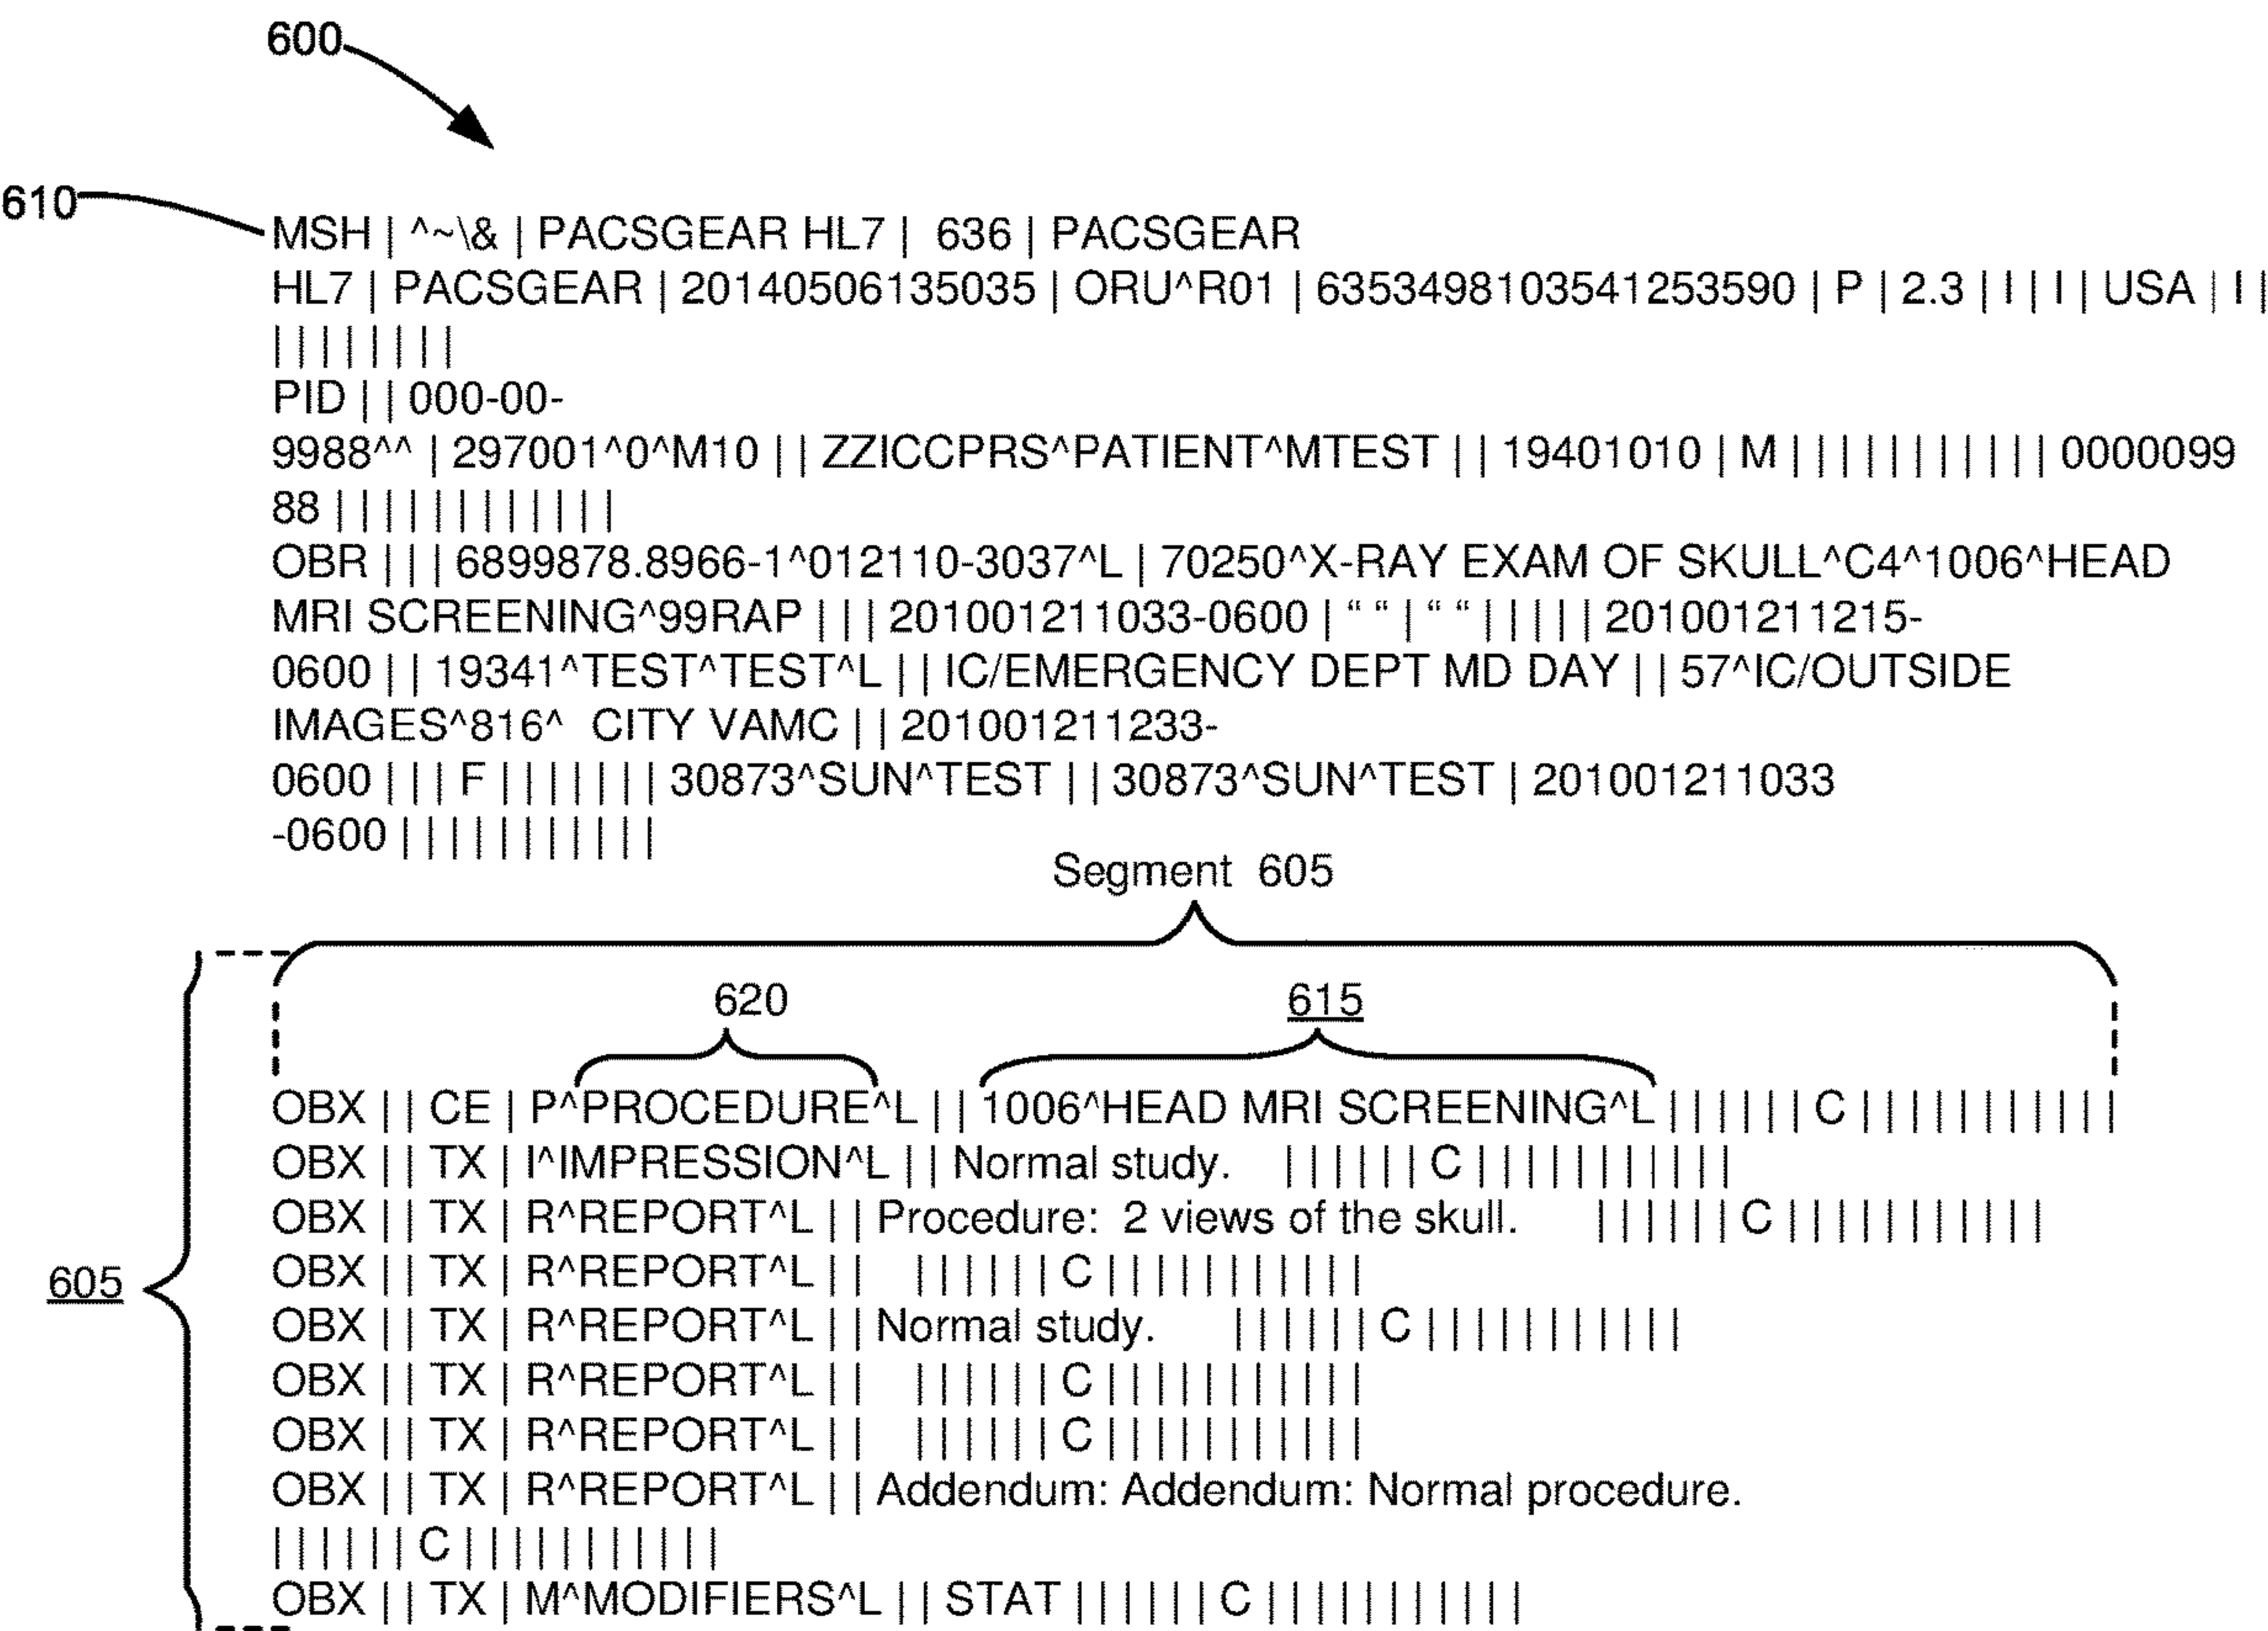 600
610
MSH | ^~\& | PACSGEAR HL7 |  636 | PACSGEAR
HL7 | PACSGEAR | 20140506135035 | ORU^R01 | 6353498103541253590 | P | 2.3 | I | I | USA | I |
| | | | | | | |
PID | | 000-00-
9988^^ | 297001^0^M10 | | ZZICCPRS^PATIENT^MTEST | | 19401010 | M | | | | | | | | | | | 0000099
88 | | | | | | | | | | | |
OBR | | | 6899878.8966-1^012110-3037^L | 70250^X-RAY EXAM OF SKULL^C4^1006^HEAD
MRI SCREENING^99RAP | | | 201001211033-0600 | “ “ | “ “ | | | | | 201001211215-
0600 | | 19341^TEST^TEST^L | | IC/EMERGENCY DEPT MD DAY | | 57^IC/OUTSIDE
IMAGES^816^  CITY VAMC | | 201001211233-
0600 | | | F | | | | | | | 30873^SUN^TEST | | 30873^SUN^TEST | 201001211033
-0600 | | | | | | | | | | |
Segment 605
620
615
605
OBX | | CE | P^PROCEDURE^L | | 1006^HEAD MRI SCREENING^L | | | | | | C | | | | | | | | | | |
OBX | | TX | I^IMPRESSION^L | | Normal study.   | | | | | | C | | | | | | | | | | |
OBX | | TX | R^REPORT^L | | Procedure:  2 views of the skull.   | | | | | | C | | | | | | | | | | |
OBX | | TX | R^REPORT^L | |   | | | | | | C | | | | | | | | | | |
OBX | | TX | R^REPORT^L | | Normal study.   | | | | | | C | | | | | | | | | | |
OBX | | TX | R^REPORT^L | |   | | | | | | C | | | | | | | | | | |
OBX | | TX | R^REPORT^L | |   | | | | | | C | | | | | | | | | | |
OBX | | TX | R^REPORT^L | | Addendum: Addendum: Normal procedure.
| | | | | | C | | | | | | | | | | |
OBX | | TX | M^MODIFIERS^L | | STAT | | | | | | C | | | | | | | | | | |